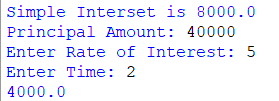 Simple Interset is 8000.0
Principal Amount: 40000
Enter Rate of Interest: 5
Enter Time: 2
4000.0